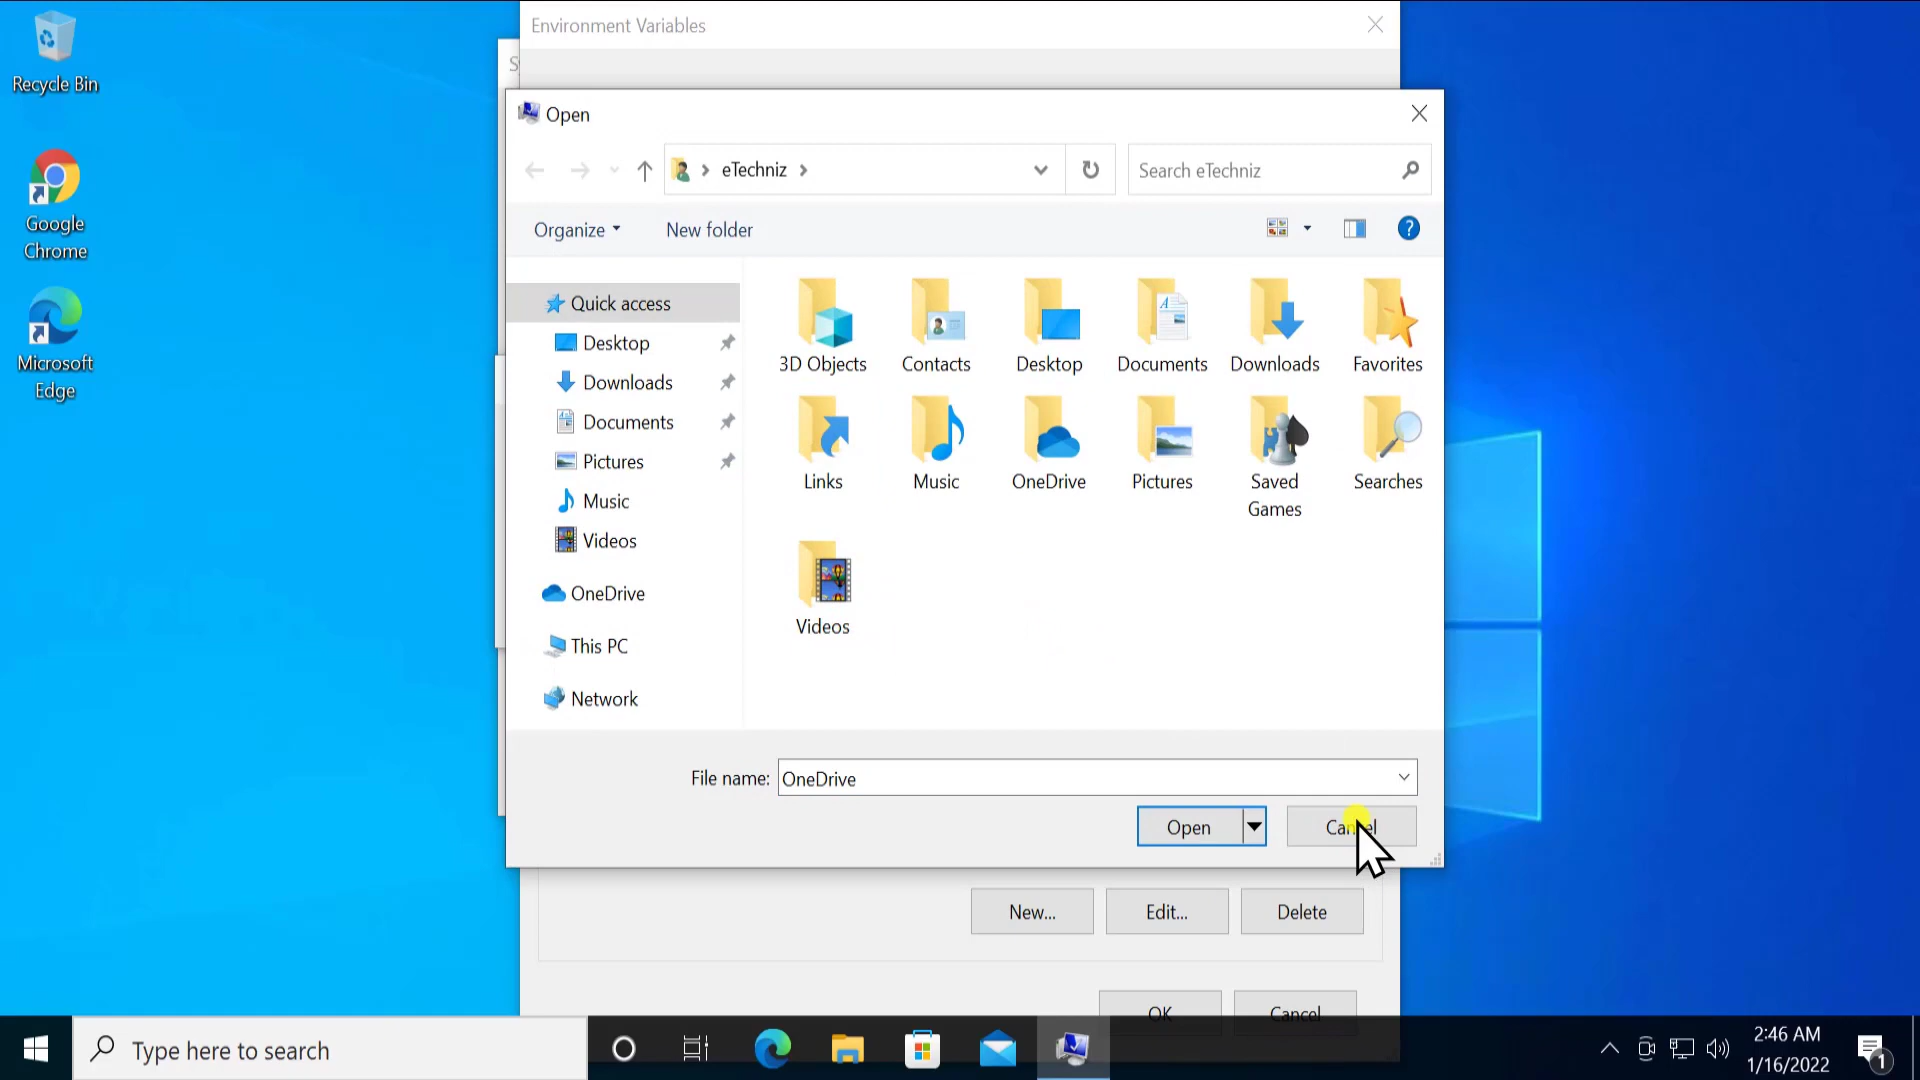 Environment Variables
Recycle Bin
S
Open
eTechniz
Search eTechniz
Google
Chrome
Organize
New folder
?
Microsoft
Edge
Quick access
Desktop
Downloads
Documents
Pictures
Music
Videos
OneDrive
This PC
Network
3D Objects
Contacts
Desktop
Documents
Downloads
Favorites
Links
Music
OneDrive
Pictures
Saved
Games
Searches
Videos
File name:
OneDrive
Open
Cancel
New...
Edit...
Delete
OK
Cancel
Type here to search
2:46 AM
1/16/2022
1